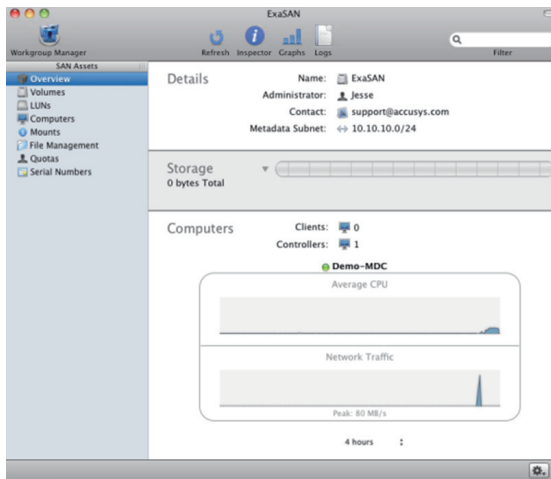 ExaSAN
Workgroup Manager
Refresh Inspector Graphs Logs
Filter
SAN Assets
Overview
Volumes
LUNs
Computers
Mounts
File Management
Quotas
Serial Numbers
Details
Name: ExaSAN
Administrator: Jesse
Contact: support@accusys.com
Metadata Subnet: 10.10.10.0/24
Storage
0 bytes Total
Computers
Clients: 0
Controllers: 1
Demo-MDC
Average CPU
Network Traffic
Peak: 80 MB/s
4 hours